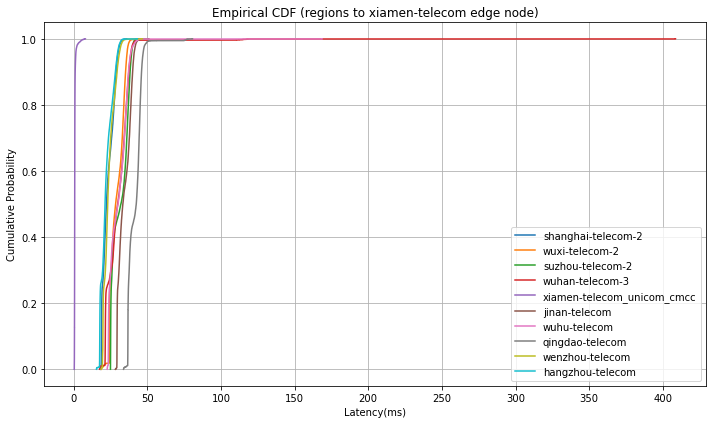 Empirical CDF (regions to xiamen-telecom edge node)
Cumulative Probability
1.0
0.8
0.6
0.4
0.2
0.0
0
50
100
150
200
250
300
350
400
Latency(ms)
shanghai-telecom-2
wuxi-telecom-2
suzhou-telecom-2
wuhan-telecom-3
xiamen-telecom_unicom_cmcc
jinan-telecom
wuhu-telecom
qingdao-telecom
wenzhou-telecom
hangzhou-telecom